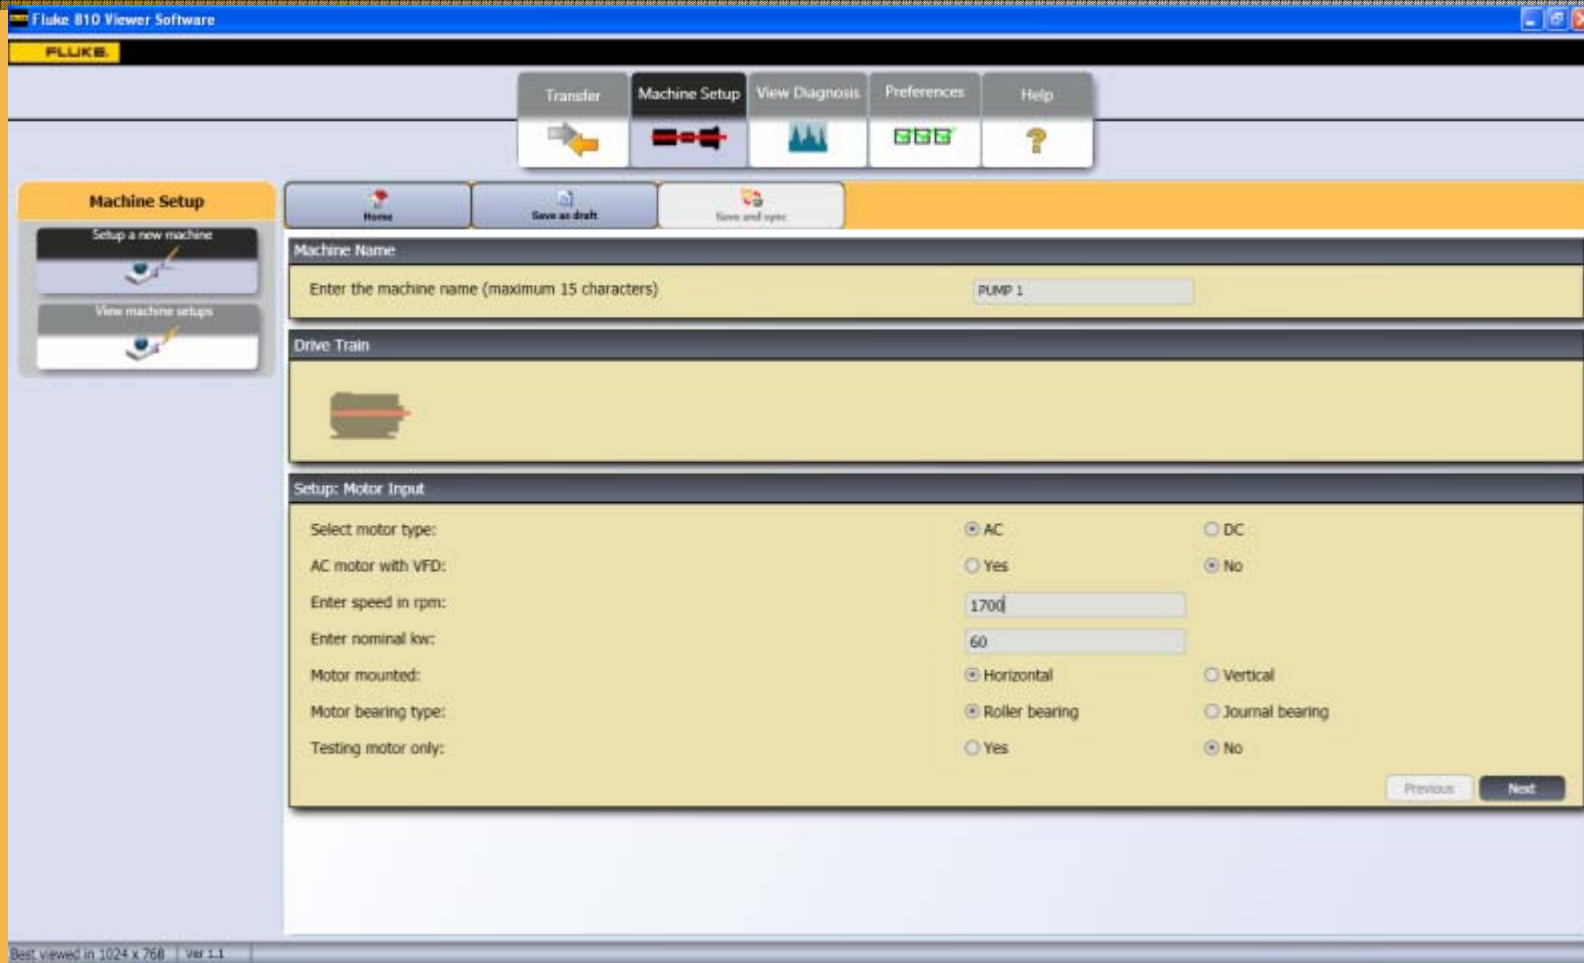 Fluke 810 Viewer Software
FLUKE.
Transfer
Machine Setup
View Diagnosis
Preferences
Help
Machine Setup
Setup a new machine
View machine setups
Home
Save as draft
Save and sync
Machine Name
Enter the machine name (maximum 15 characters)
PUMP 1
Drive Train
Setup: Motor Input
Select motor type:
AC
DC
AC motor with VFD:
Yes
No
Enter speed in rpm:
1700
Enter nominal kw:
60
Motor mounted:
Horizontal
Vertical
Motor bearing type:
Roller bearing
Journal bearing
Testing motor only:
Yes
No
Previous
Next
Best viewed in 1024 x 768
Ver 1.1